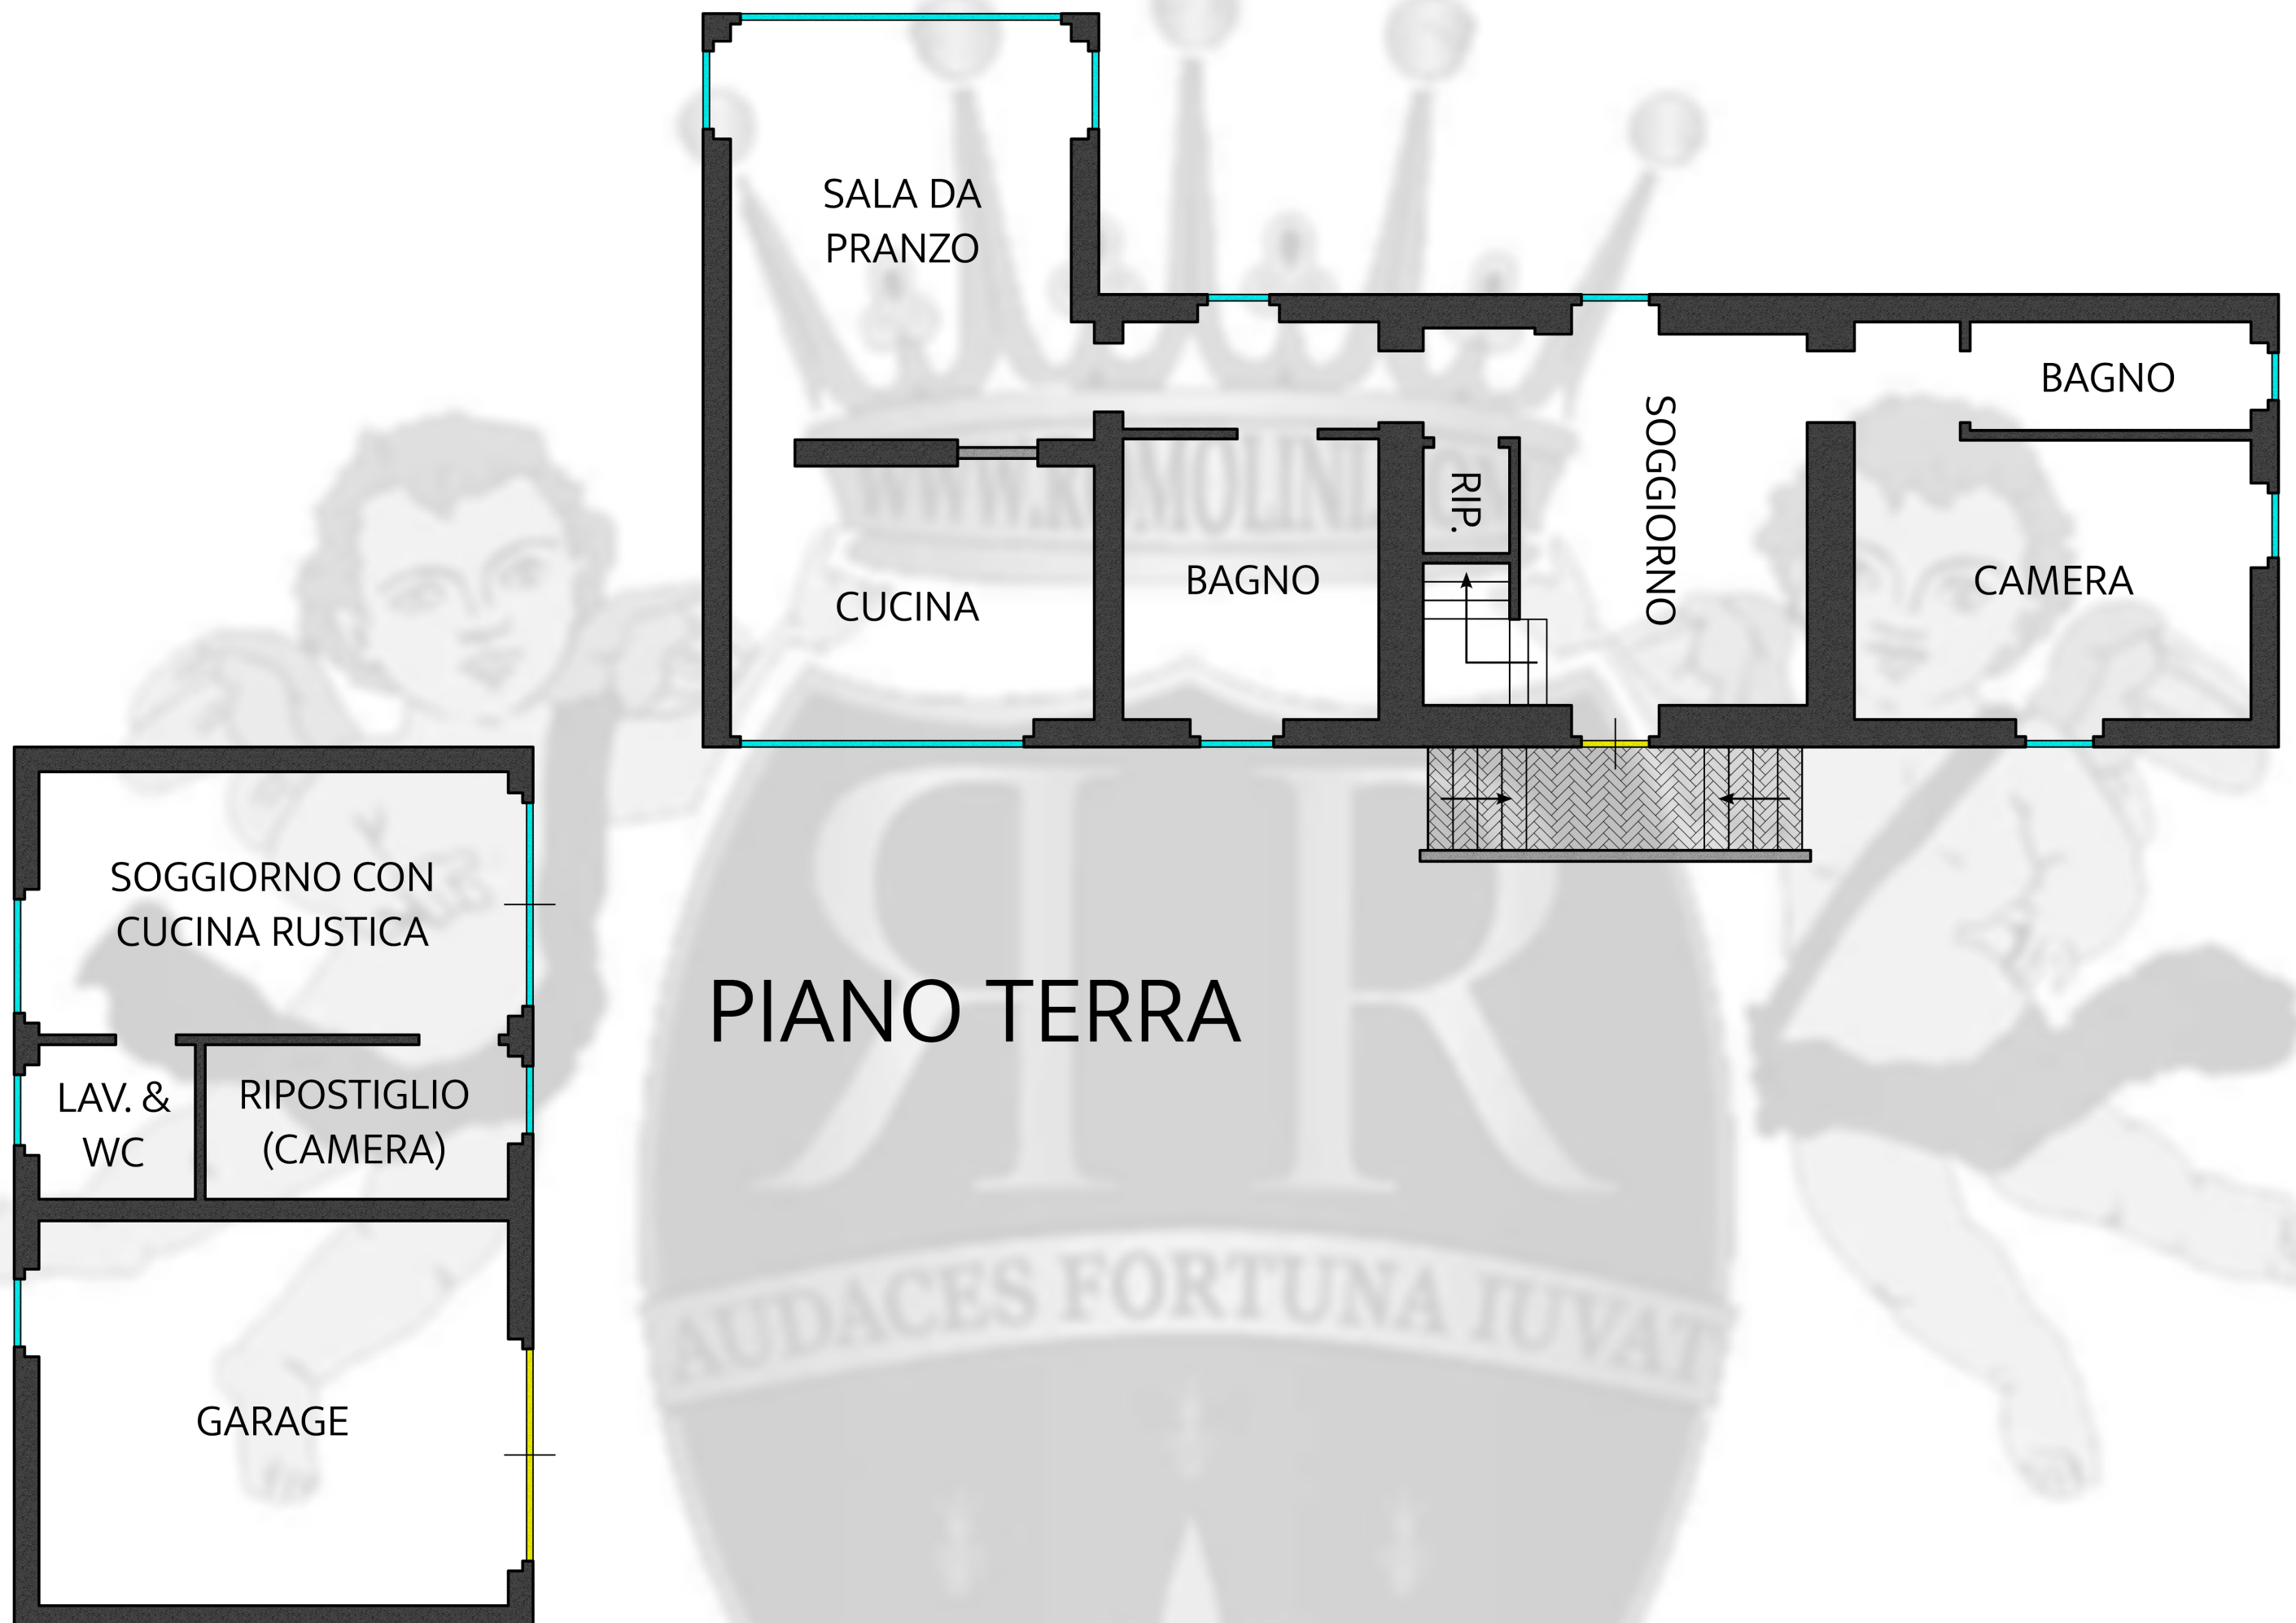 SALA DA
PRANZO
BAGNO
SOGGIORNO
RIP.
CUCINA
BAGNO
CAMERA
SOGGIORNO CON
CUCINA RUSTICA
PIANO TERRA
LAV. &
WC
RIPOSTIGLIO
(CAMERA)
GARAGE
R R
AUDACES FORTUNA IUVAT